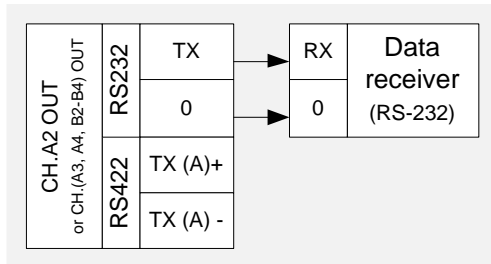 CH.A2 OUT
or CH.(A3, A4, B2-B4) OUT
RS232
RS422
TX
0
TX (A)+
TX (A) -
RX
0
Data
receiver
(RS-232)